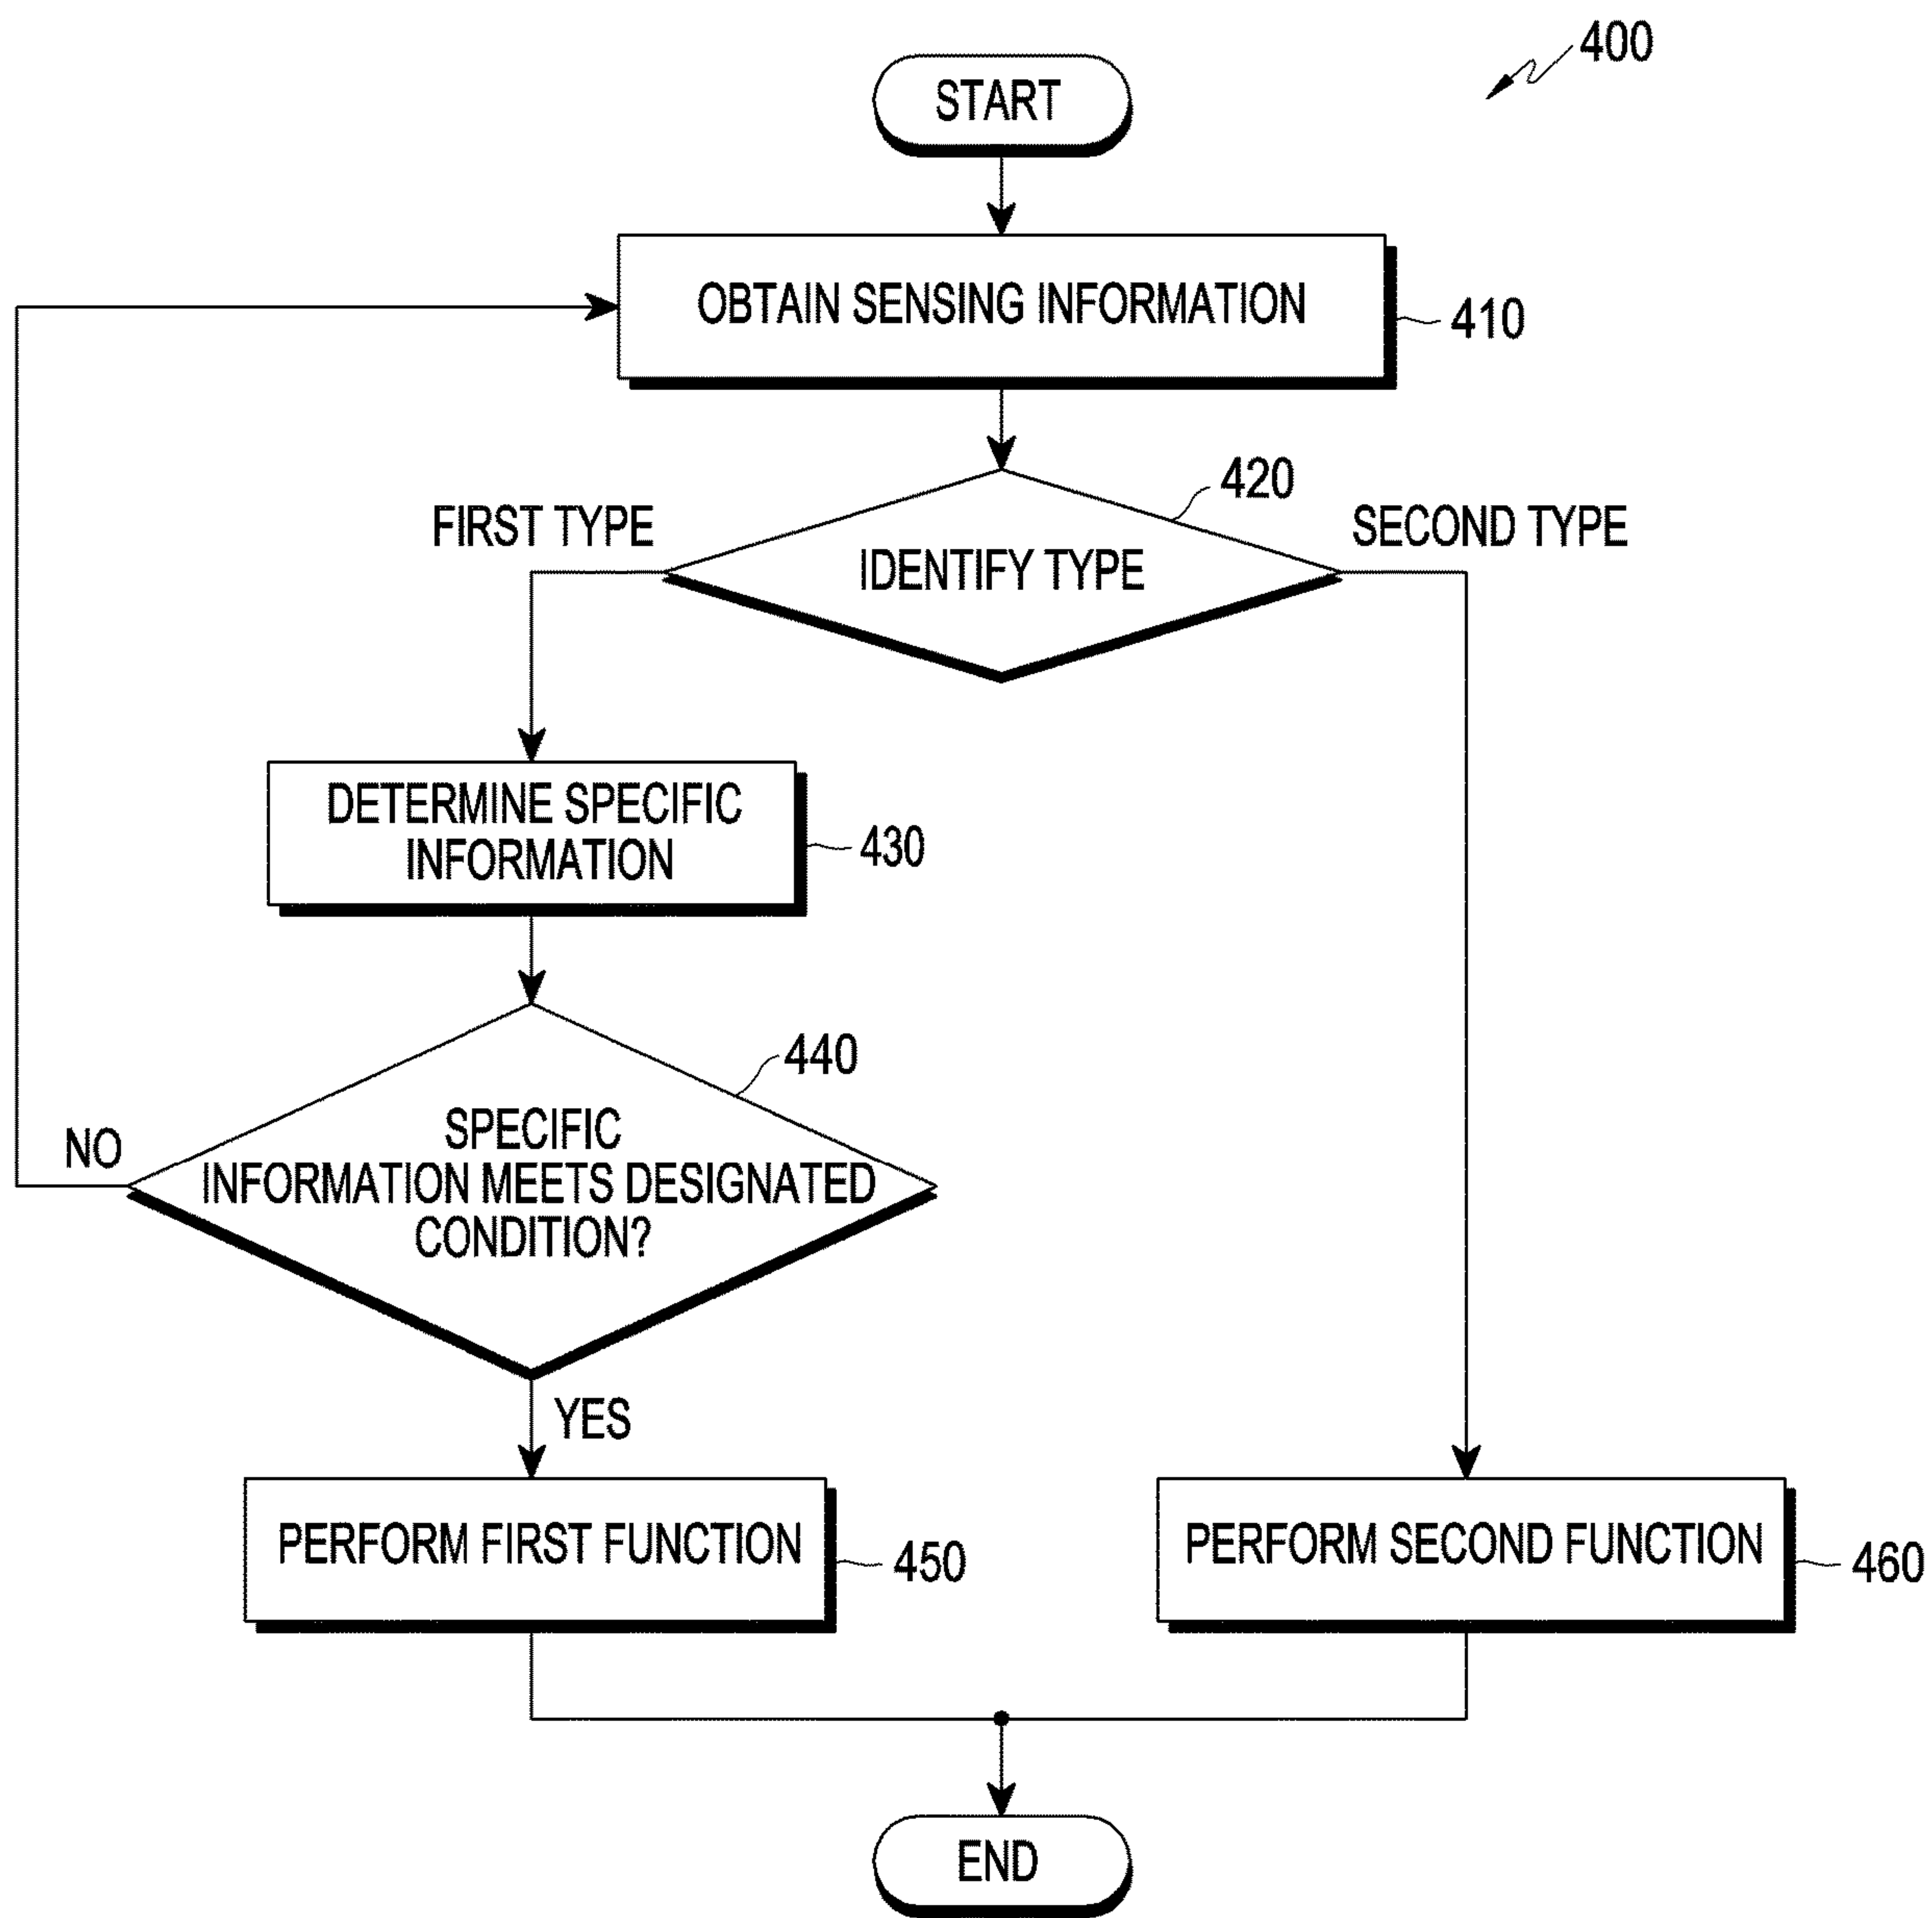 400
START
OBTAIN SENSING INFORMATION
410
420
FIRST TYPE
SECOND TYPE
IDENTIFY TYPE
DETERMINE SPECIFIC
INFORMATION
430
440
SPECIFIC
INFORMATION MEETS DESIGNATED
CONDITION?
NO
YES
PERFORM FIRST FUNCTION
450
PERFORM SECOND FUNCTION
460
END